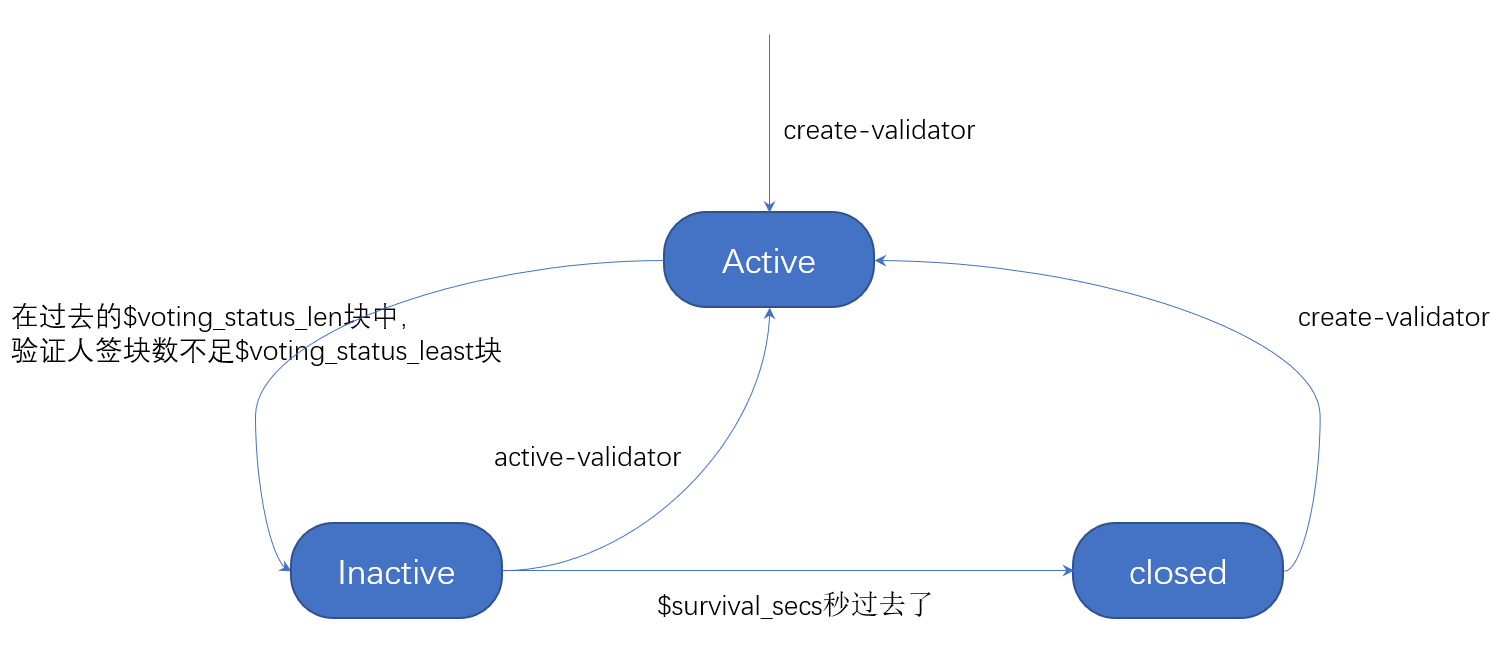 create-validator
Active
在过去的$voting_status_len块中,
验证人签块数不足$voting_status_least块
create-validator
active-validator
Inactive
closed
$survival_secs秒过去了